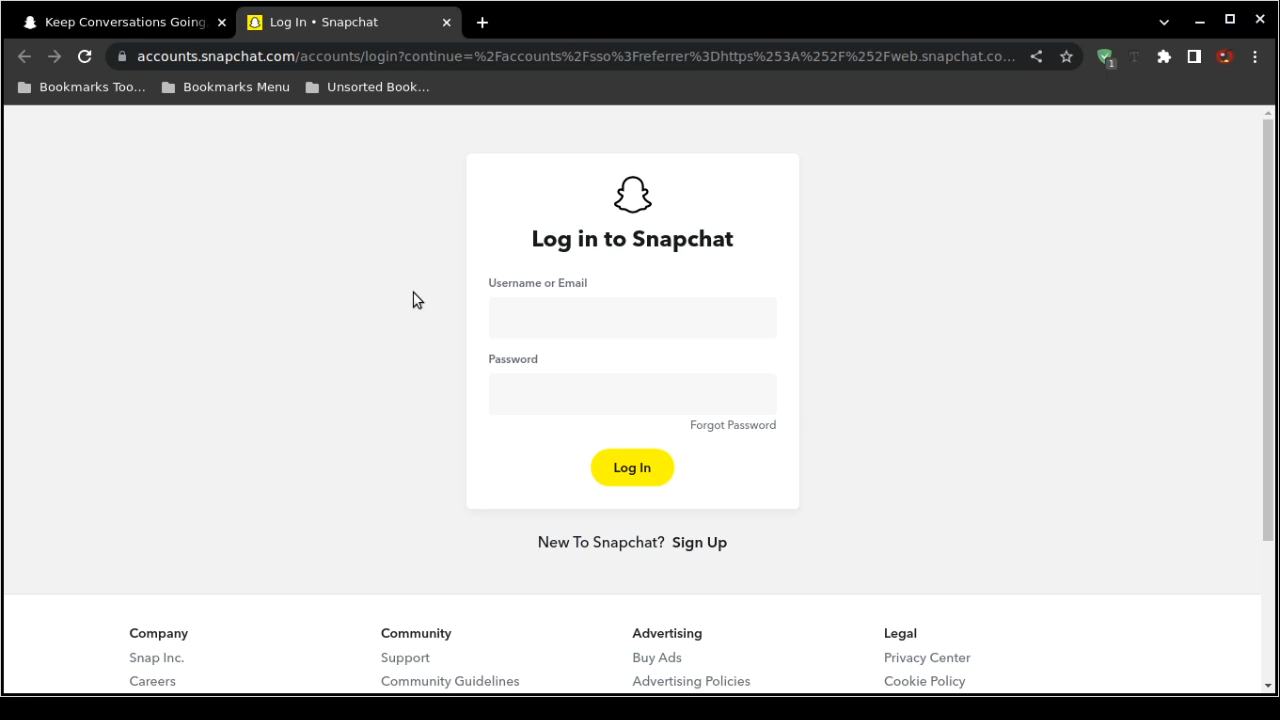 Keep Conversations Going
Log In • Snapchat
accounts.snapchat.com/accounts/login?continue=%2Faccounts%2Fsso%3Freferrer%3Dhttps%253A%252F%252Fweb.snapchat.co...
1
Bookmarks Too...
Bookmarks Menu
Unsorted Book...
Log in to Snapchat
Username or Email
Password
Forgot Password
Log In
New To Snapchat? Sign Up
Company
Community
Advertising
Legal
Snap Inc.
Support
Buy Ads
Privacy Center
Careers
Community Guidelines
Advertising Policies
Cookie Policy